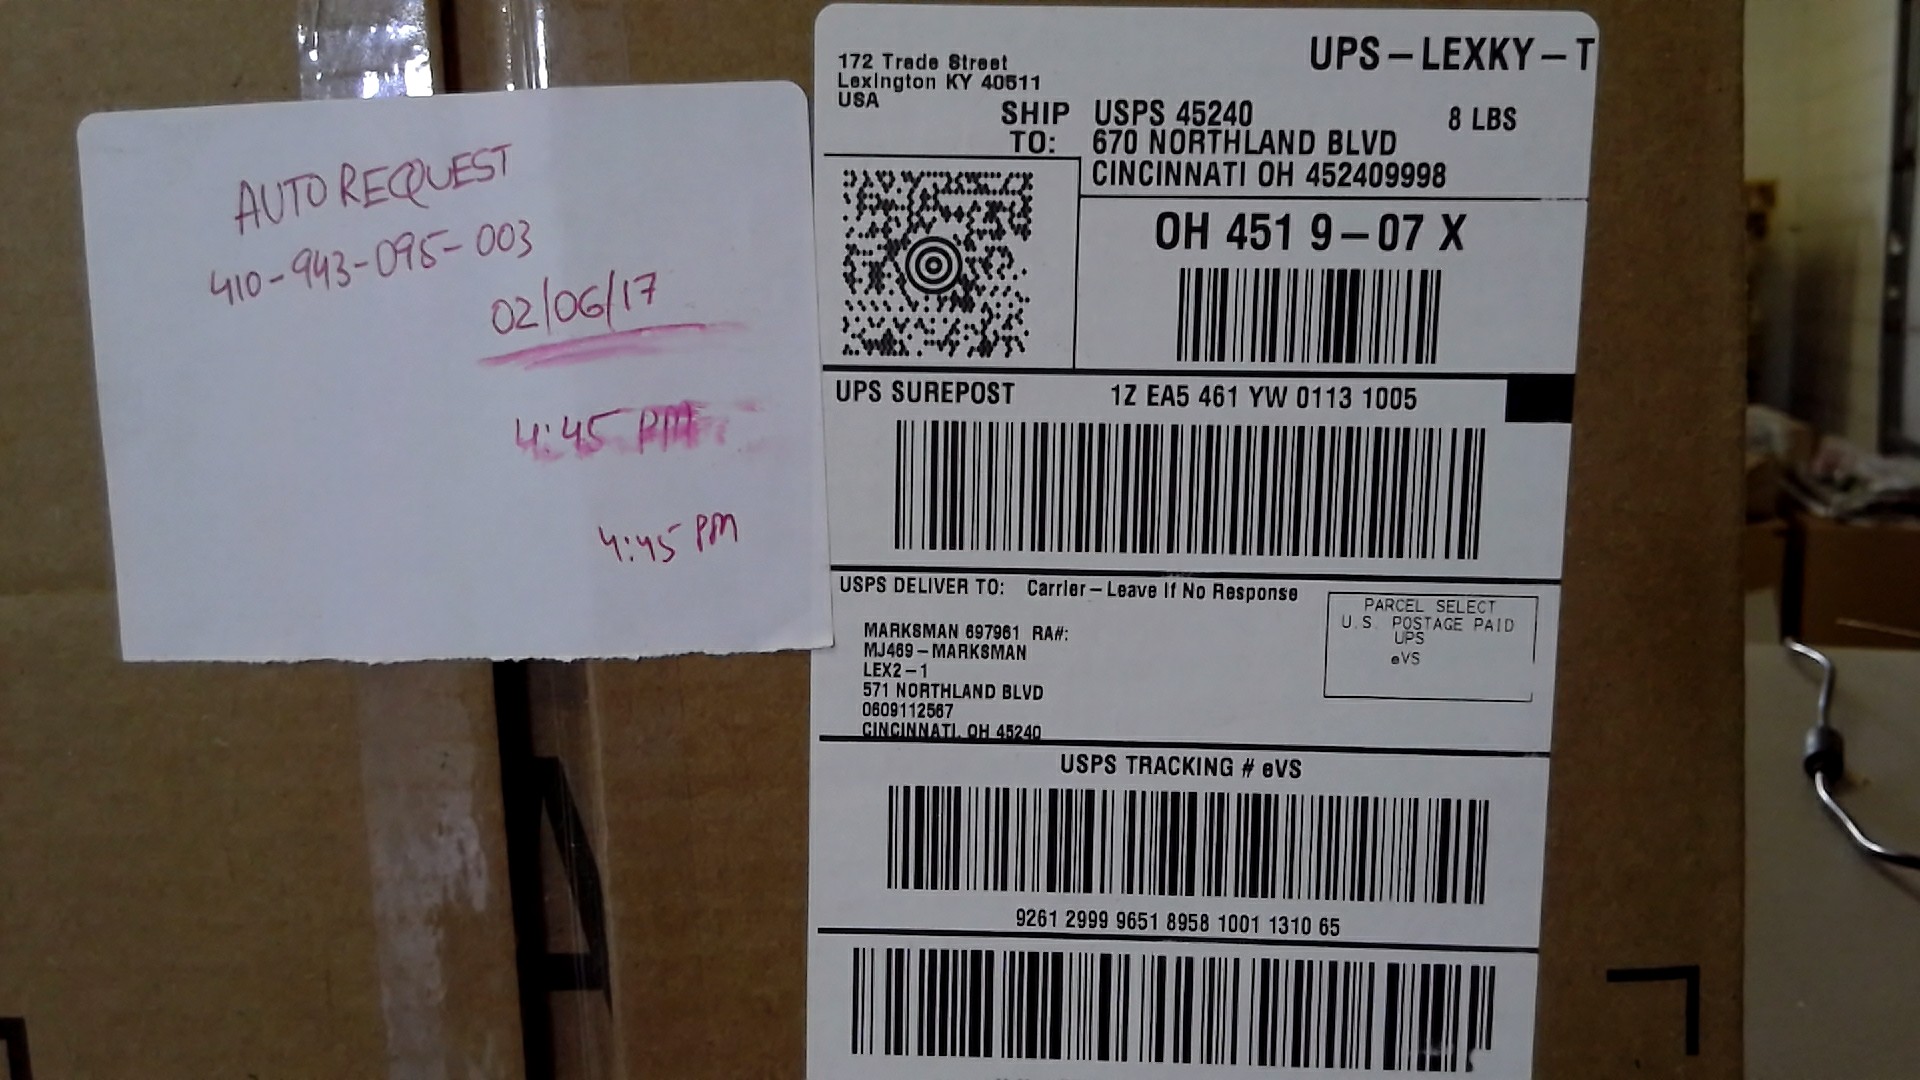 AUTO REQUEST
410-943-095-003
02/06/17
4:45 PM
4:45 PM
172 Trade Street
Lexington KY 40511
USA
UPS-LEXKY-T
8 LBS
SHIP TO:
USPS 45240
670 NORTHLAND BLVD
CINCINNATI OH 452409998
OH 451 9-07 X
UPS SUREPOST
1Z EA5 461 YW 0113 1005
USPS DELIVER TO: Carrier-Leave If No Response
MARKSMAN 697961 RA#:
MJ469-MARKSMAN
LEX2-1
571 NORTHLAND BLVD
0609112567
CINCINNATI, OH 45240
PARCEL SELECT
U.S. POSTAGE PAID
UPS
eVS
USPS TRACKING # eVS
9261 2999 9651 8958 1001 1310 65